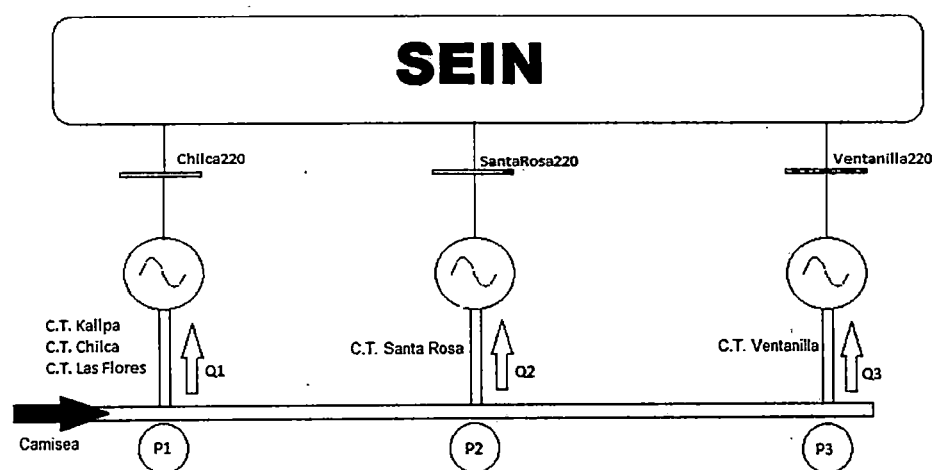 SEIN
Chilca220
SantaRosa220
Ventanilla220
C.T. Kallpa
C.T. Chilca
C.T. Las Flores
Q1
C.T. Santa Rosa
Q2
C.T. Ventanilla
Q3
Camisea
P1
P2
P3